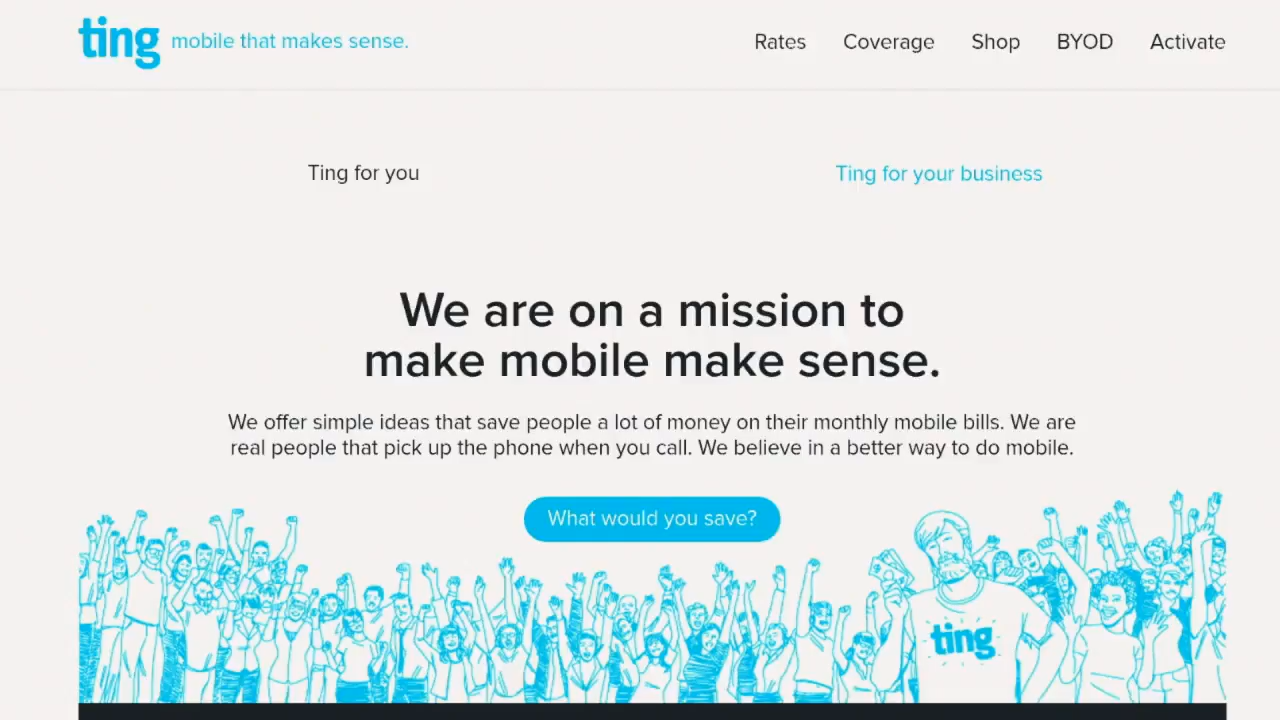 ting mobile that makes sense.
Rates Coverage Shop BYOD Activate
Ting for you
Ting for your business
We are on a mission to
make mobile make sense.
We offer simple ideas that save people a lot of money on their monthly mobile bills. We are
real people that pick up the phone when you call. We believe in a better way to do mobile.
What would you save?
ting